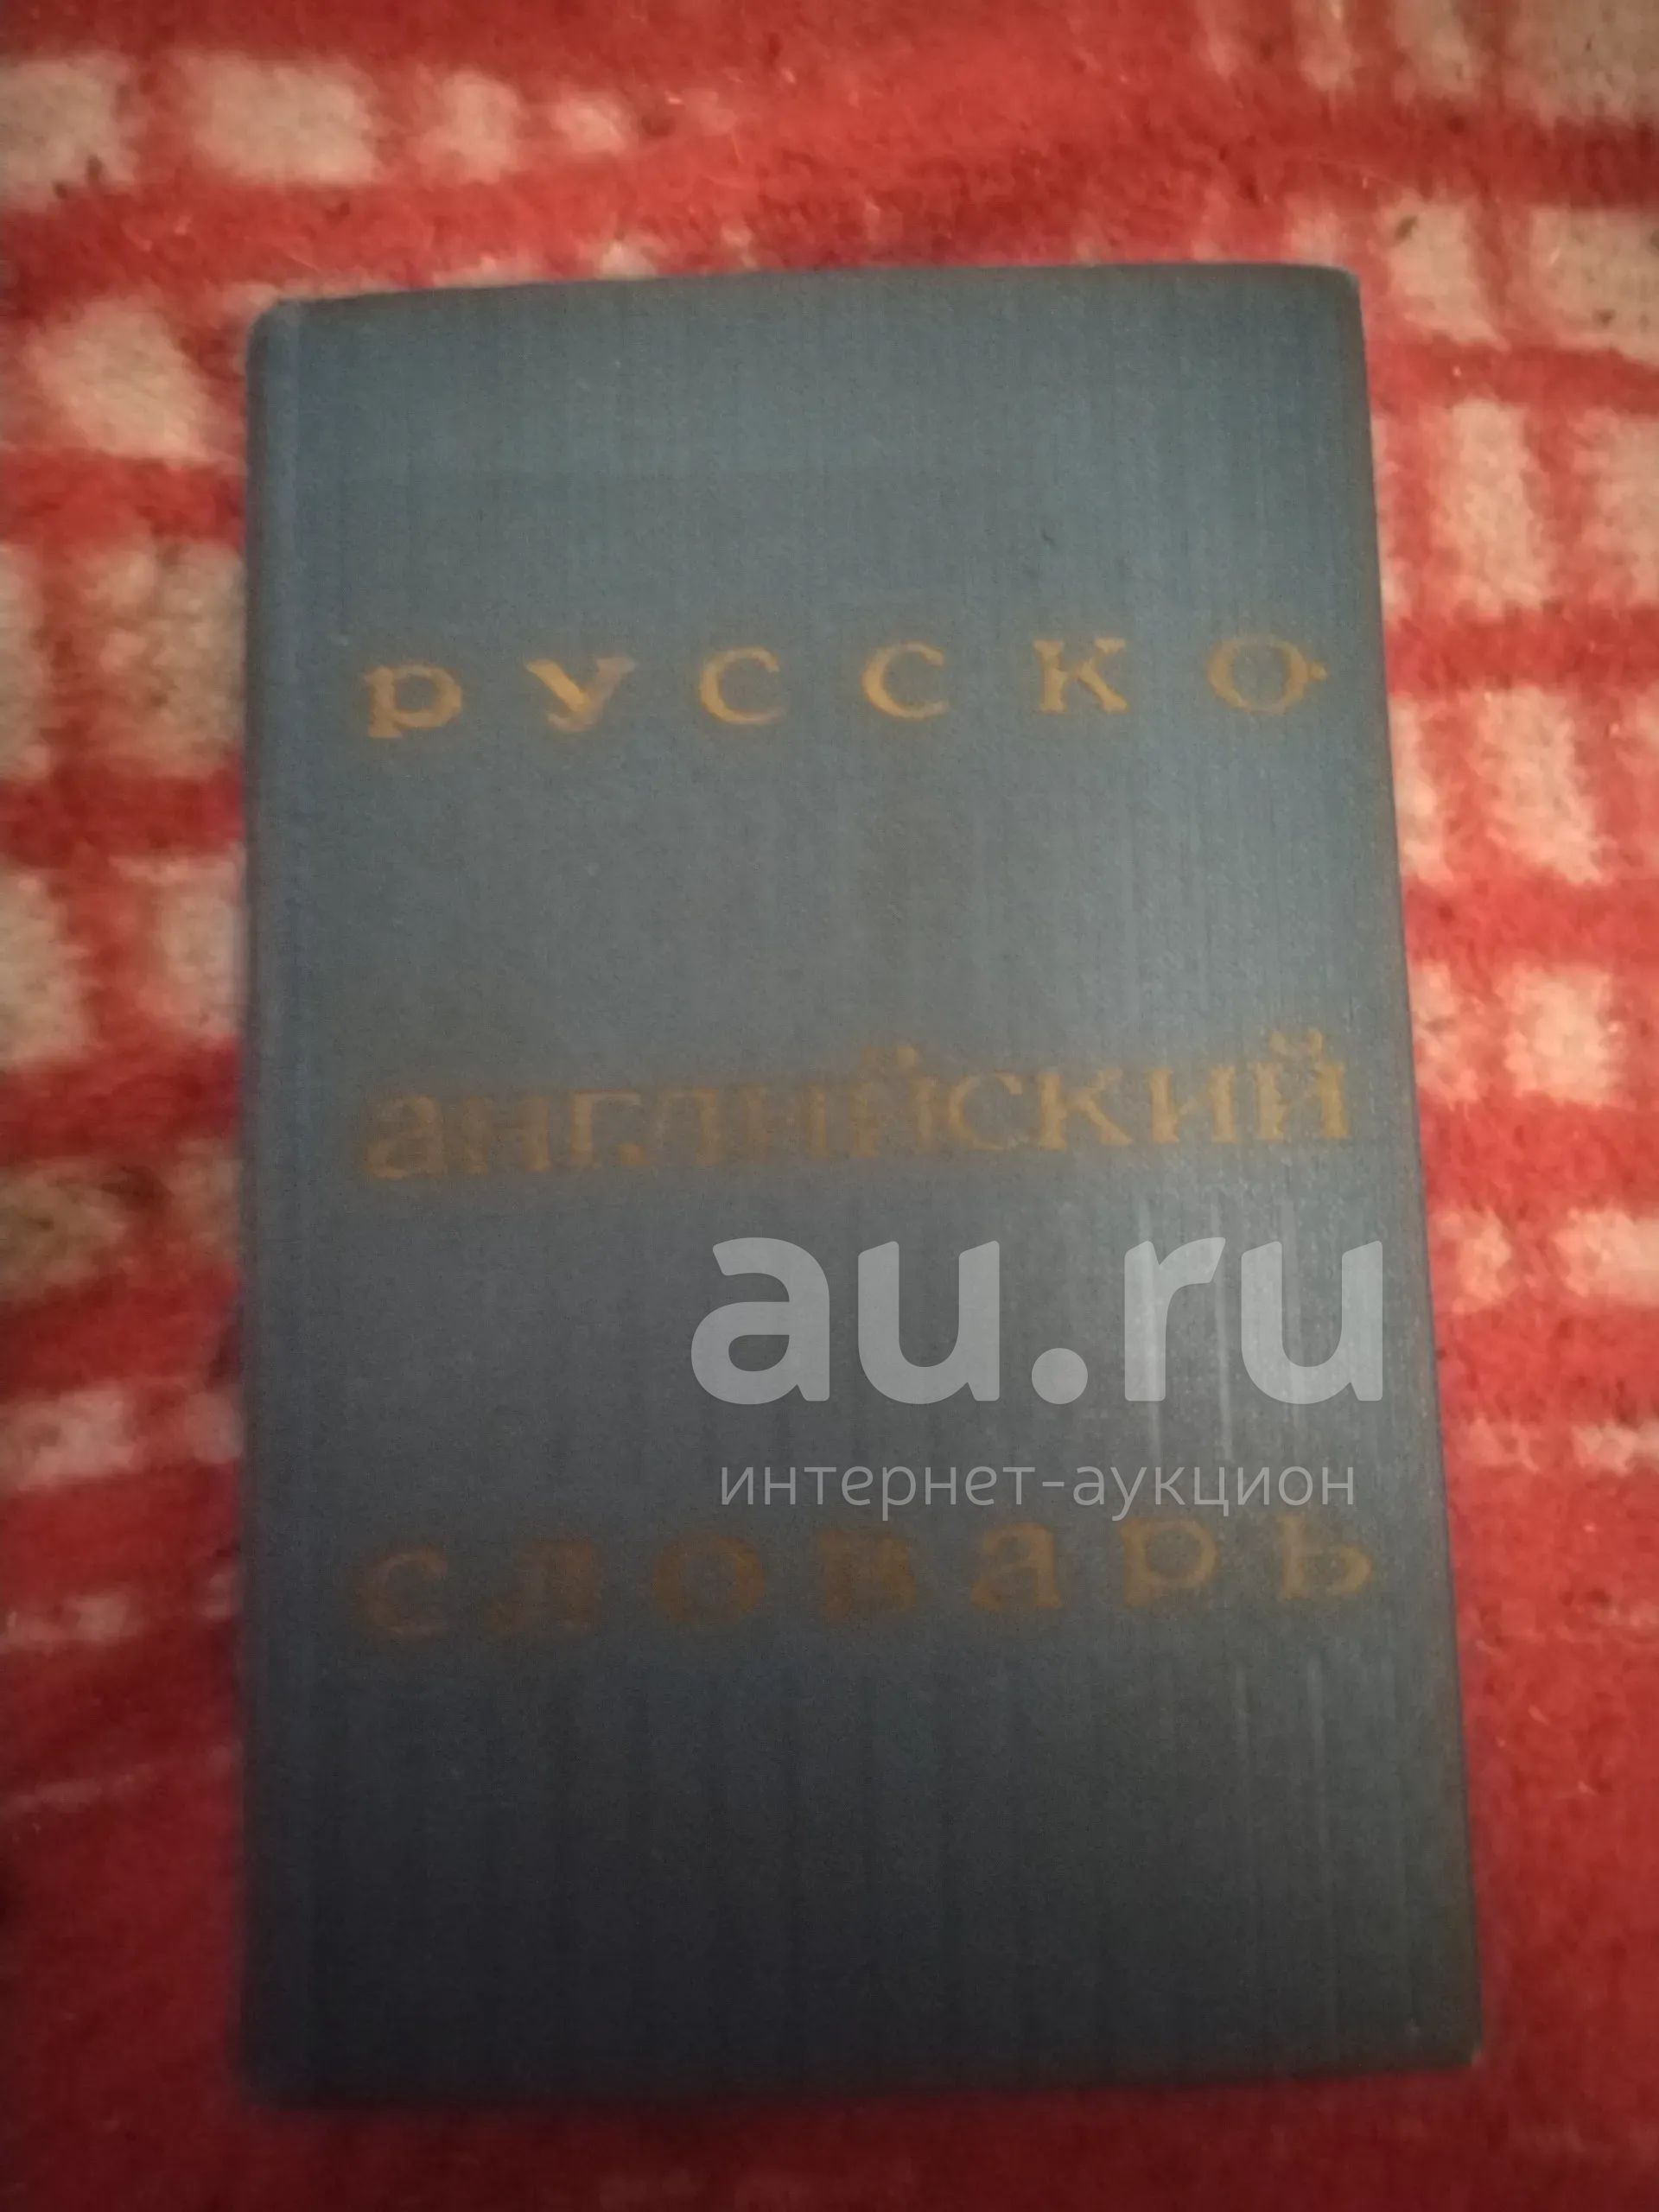 РУССКО-
английский
au.ru
интернет-аукцион
словарь